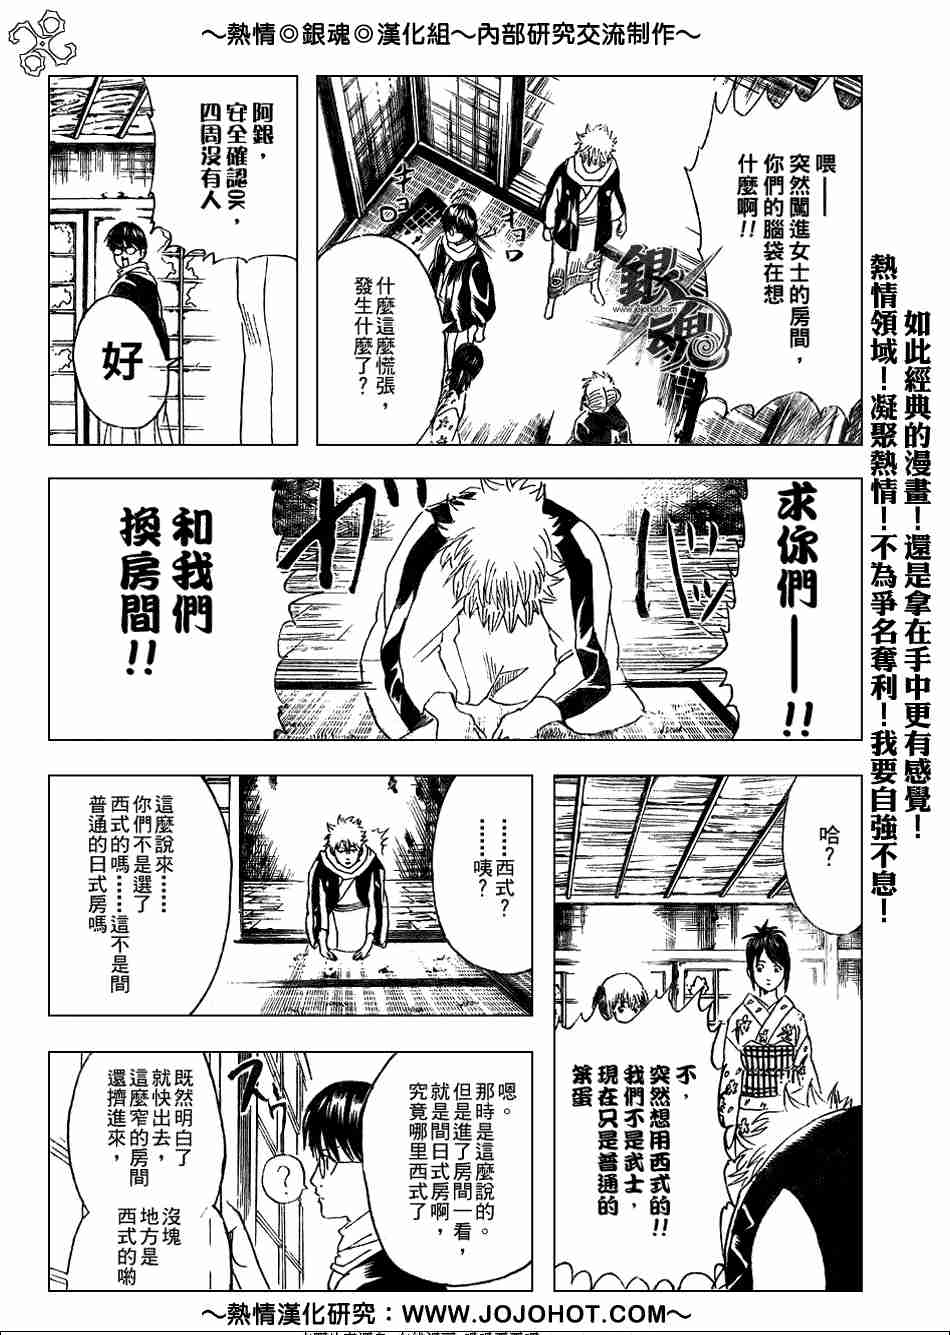 ～熱情◎銀魂◎漢化組～內部研究交流制作～
喂——
突然闖進女士的房間，
你們的腦袋在想
什麼啊!!
什麼這麼慌張，
發生什麼了？
銀魂
www.jojohot.com
オロ
オロ
阿銀，
安全確認OK，
四周沒有人
好
求你們——!!
和我們
換房間!!
哈？
不，
突然想用西式的!!
我們不是武士，
現在只是普通的
笨蛋
……西式？
……咦？
這麼說來……
你們不是選了
西式的嗎……這不是間
普通的日式房嗎
嗯。
那時是這麼說的。
但是進了房間一看，
就是間日式房啊，
究竟哪里西式了
？
スッ
既然明白了
就快出去，
這麼窄的房間
還擠進來，
沒塊
地方是
西式的喲
如此經典的漫畫！還是拿在手中更有感覺！
熱情領域！凝聚熱情！不為爭名奪利！我要自強不息！
～熱情漢化研究：WWW.JOJOHOT.COM～